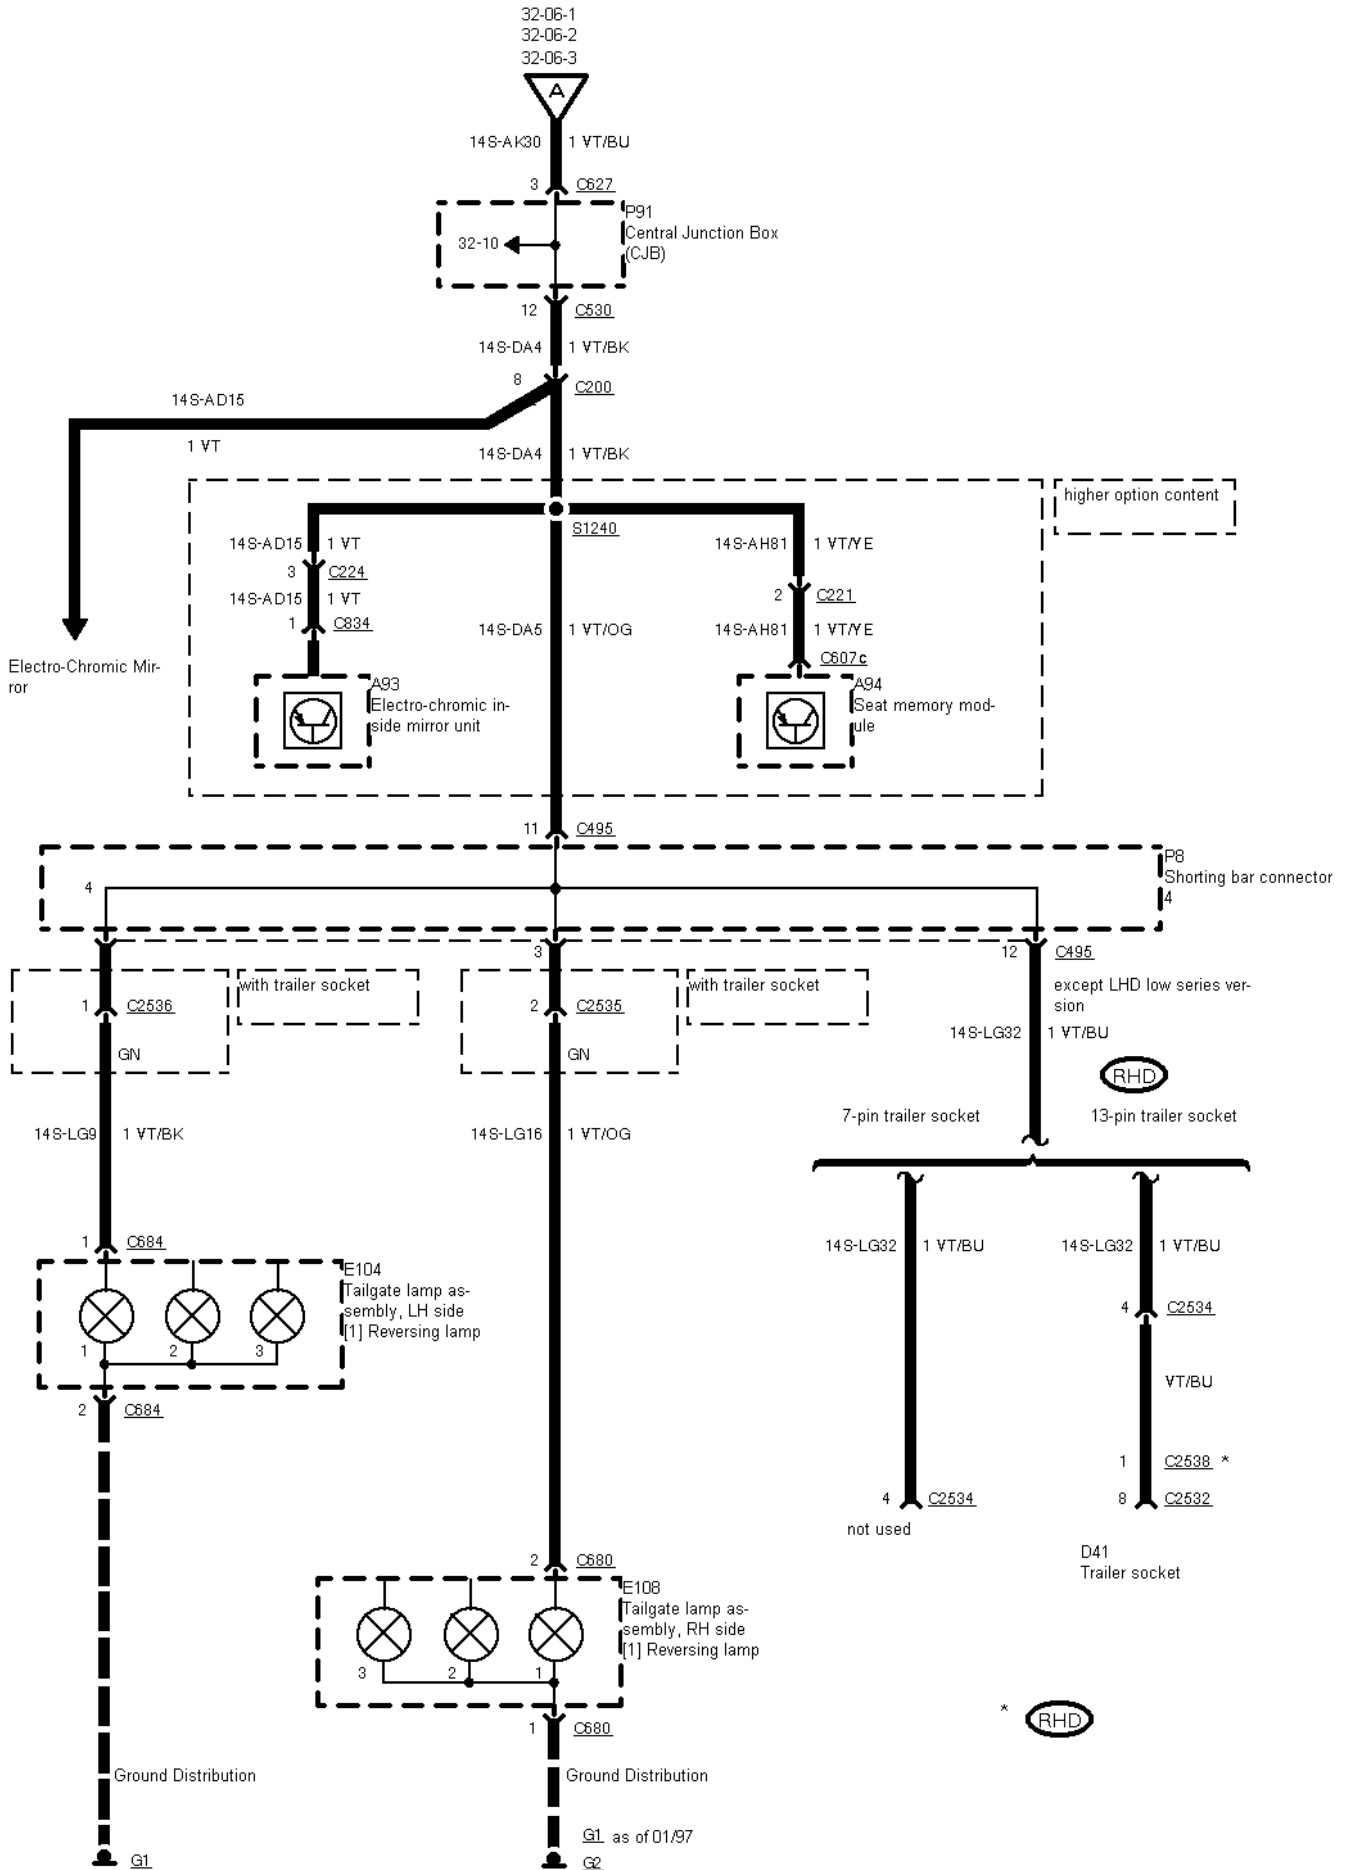 32-06-1
32-06-2
32-06-3
A
14S-AK30 1 VT/BU
3 C627
P91
Central Junction Box
(CJB)
32-10
12 C530
14S-DA4 1 VT/BK
8 C200
14S-AD15
1 VT
14S-DA4 1 VT/BK
higher option content
S1240
14S-AD15 1 VT
14S-AH81 1 VT/YE
3 C224
2 C221
14S-AD15 1 VT
1 C834
14S-DA5 1 VT/OG
14S-AH81 1 VT/YE
C607c
Electro-Chromic Mir-
ror
A93
Electro-chromic in-
side mirror unit
A94
Seat memory mod-
ule
11 C495
P8
Shorting bar connector
4
4
3
12 C495
with trailer socket
with trailer socket
except LHD low series ver-
sion
1 C2536
2 C2535
14S-LG32 1 VT/BU
GN
GN
RHD
7-pin trailer socket
13-pin trailer socket
14S-LG9 1 VT/BK
14S-LG16 1 VT/OG
1 C684
14S-LG32 1 VT/BU
14S-LG32 1 VT/BU
E104
Tailgate lamp as-
sembly, LH side
[1] Reversing lamp
1 2 3
4 C2534
VT/BU
2 C684
1 C2538 *
4 C2534
8 C2532
not used
D41
Trailer socket
2 C680
E108
Tailgate lamp as-
sembly, RH side
[1] Reversing lamp
3 2 1
* RHD
1 C680
Ground Distribution
Ground Distribution
G1 as of 01/97
G1
G2